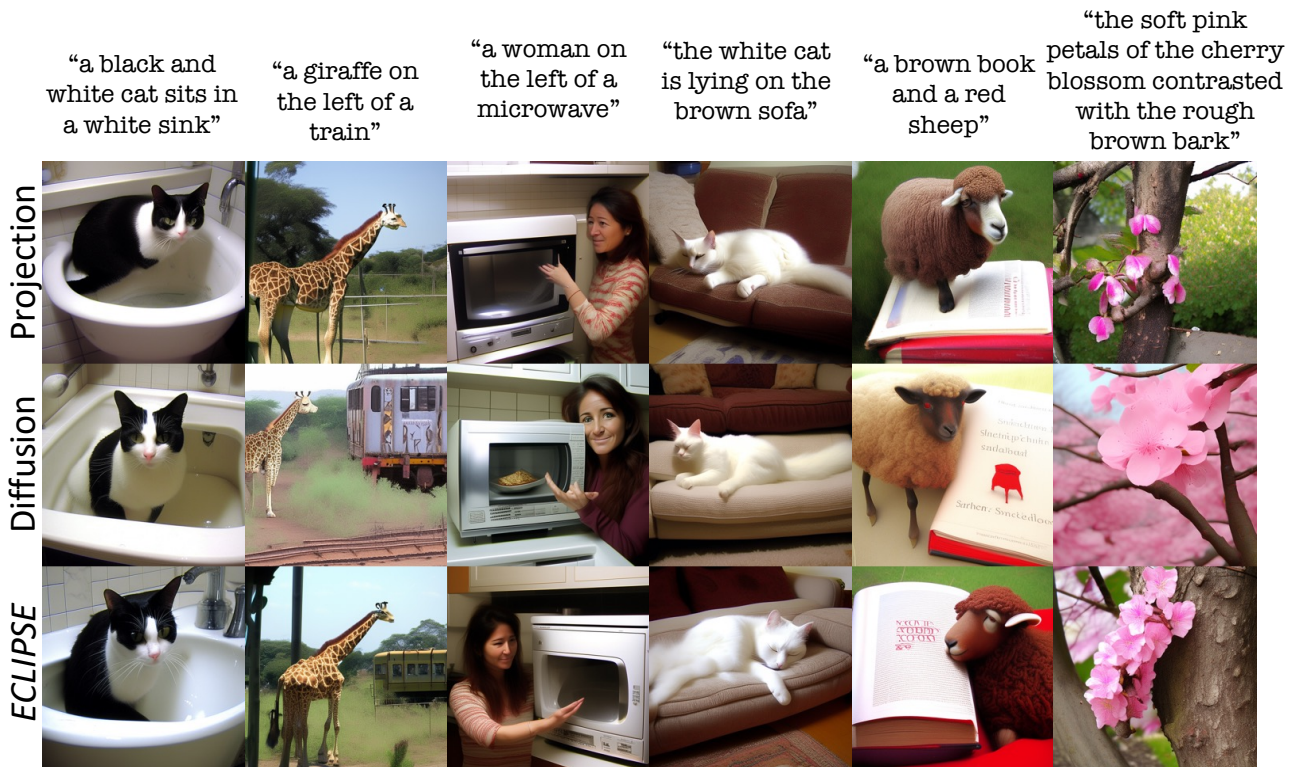 “a black and
white cat sits in
a white sink”
“a giraffe on
the left of a
train”
“a woman on
the left of a
microwave”
“the white cat
is lying on the
brown sofa”
“a brown book
and a red
sheep”
“the soft pink
petals of the cherry
blossom contrasted
with the rough
brown bark”
Projection
Diffusion
ECLIPSE